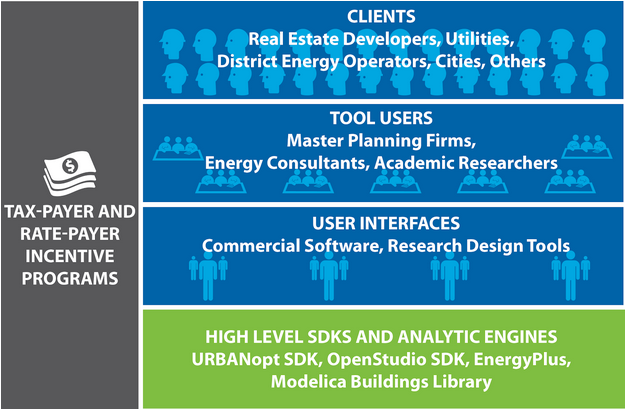 CLIENTS
Real Estate Developers, Utilities,
District Energy Operators, Cities, Others
TOOL USERS
Master Planning Firms,
Energy Consultants, Academic Researchers
$
TAX-PAYER AND
RATE-PAYER
INCENTIVE
PROGRAMS
USER INTERFACES
Commercial Software, Research Design Tools
HIGH LEVEL SDKS AND ANALYTIC ENGINES
URBANopt SDK, OpenStudio SDK, EnergyPlus,
Modelica Buildings Library